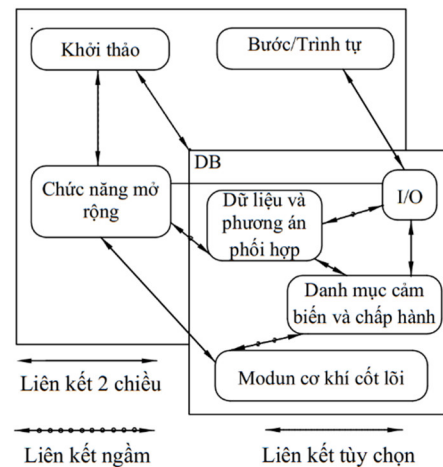 Khởi thảo
Bước/Trình tự
DB
Chức năng mở
rộng
Dữ liệu và
phương án
phối hợp
I/O
Danh mục cảm
biến và chấp hành
Modun cơ khí cốt lõi
Liên kết 2 chiều
Liên kết ngầm
Liên kết tùy chọn